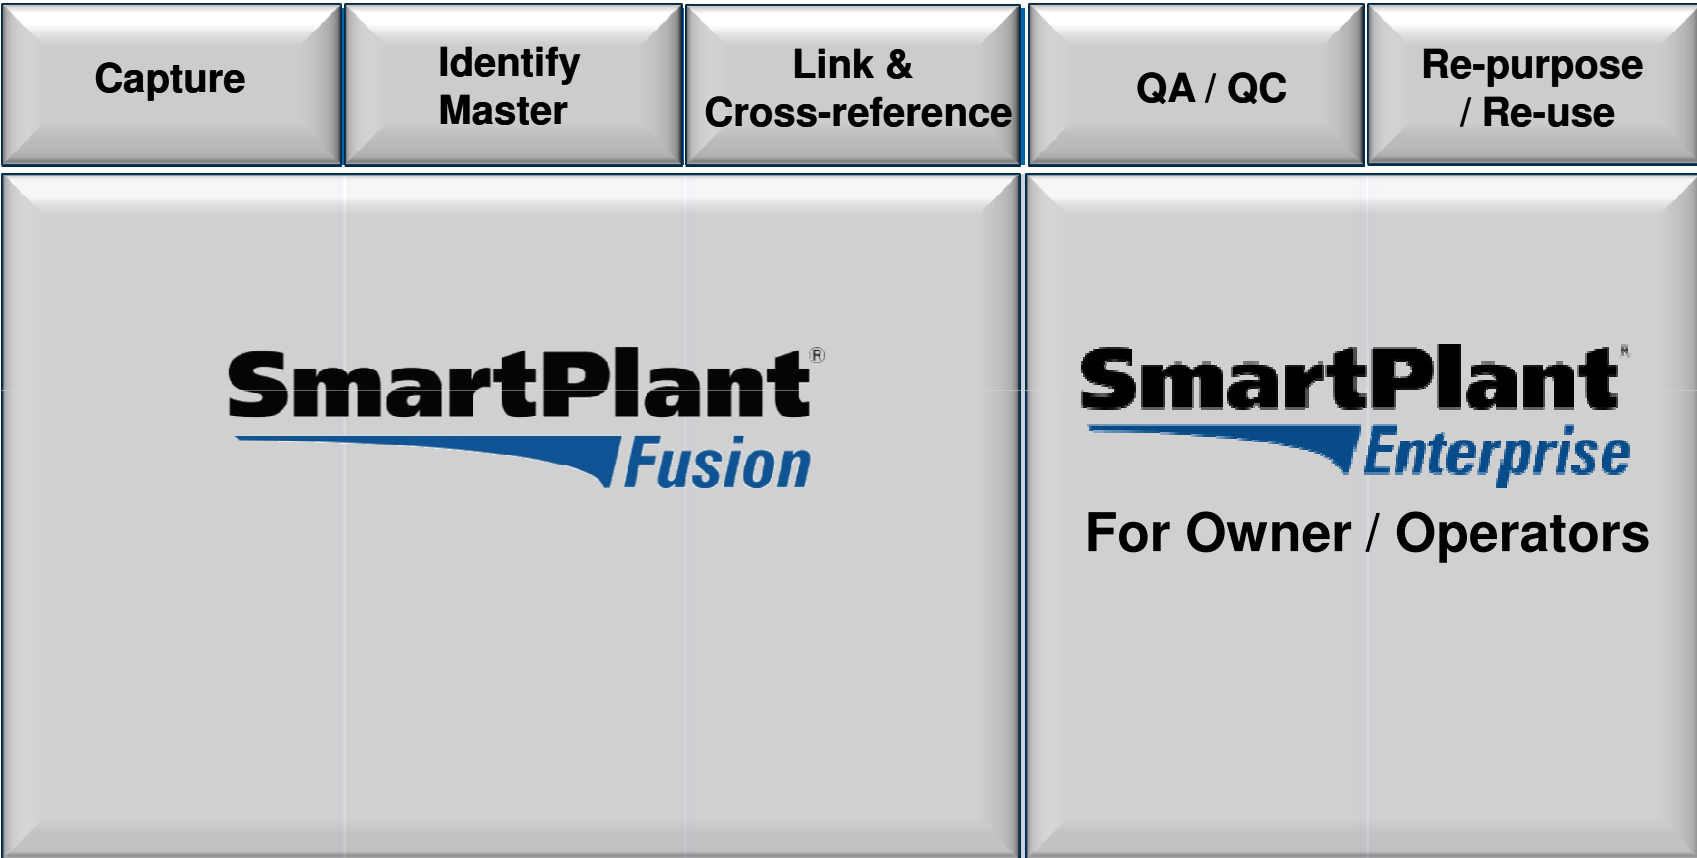 Capture
Identify
Master
Link &
Cross-reference
QA / QC
Re-purpose
/ Re-use
SmartPlant®
Fusion
SmartPlant®
Enterprise
For Owner / Operators